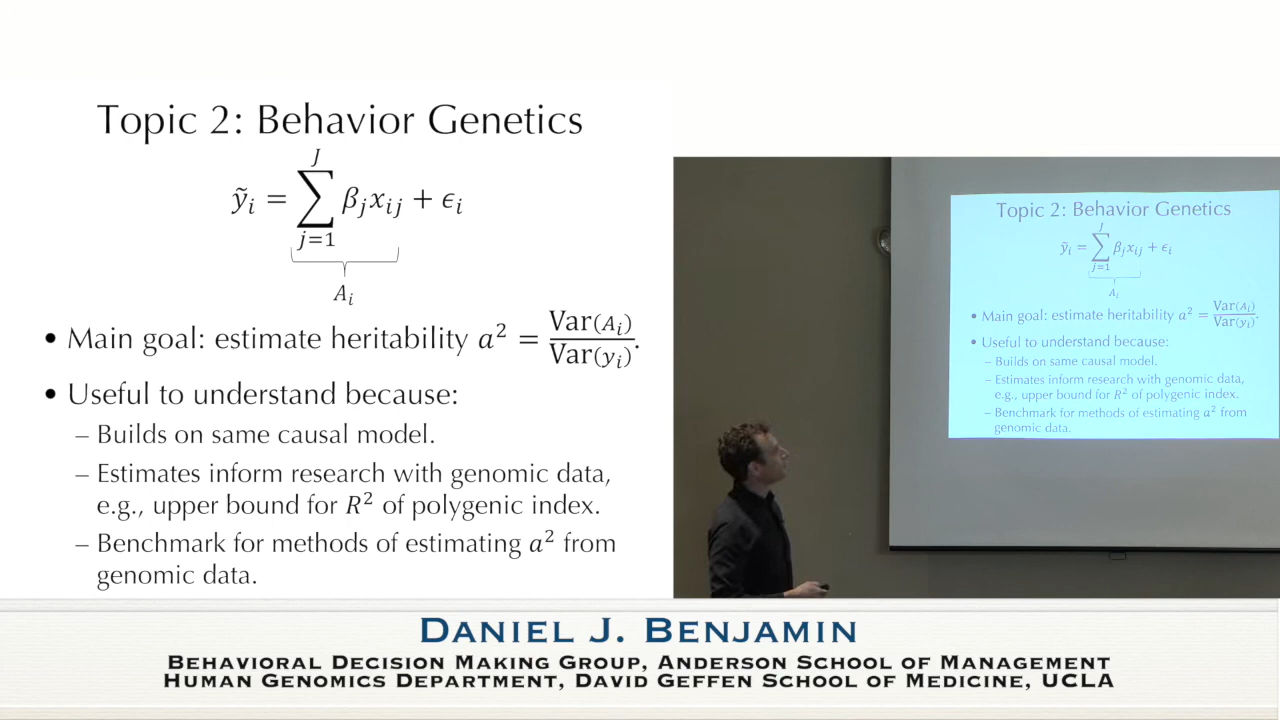 Topic 2: Behavior Genetics
ỹᵢ = ∑ⱼ₌₁ᴶ βⱼxᵢⱼ + ϵᵢ
Aᵢ
• Main goal: estimate heritability a² = Var(Aᵢ)/Var(yᵢ).
• Useful to understand because:
– Builds on same causal model.
– Estimates inform research with genomic data,
e.g., upper bound for R² of polygenic index.
– Benchmark for methods of estimating a² from
genomic data.
Topic 2: Behavior Genetics
ỹᵢ = ∑ⱼ₌₁ᴶ βⱼxᵢⱼ + ϵᵢ
Aᵢ
• Main goal: estimate heritability a² = Var(Aᵢ)/Var(yᵢ).
• Useful to understand because:
– Builds on same causal model.
– Estimates inform research with genomic data,
e.g., upper bound for R² of polygenic index.
– Benchmark for methods of estimating a² from
genomic data.
DANIEL J. BENJAMIN
BEHAVIORAL DECISION MAKING GROUP, ANDERSON SCHOOL OF MANAGEMENT
HUMAN GENOMICS DEPARTMENT, DAVID GEFFEN SCHOOL OF MEDICINE, UCLA